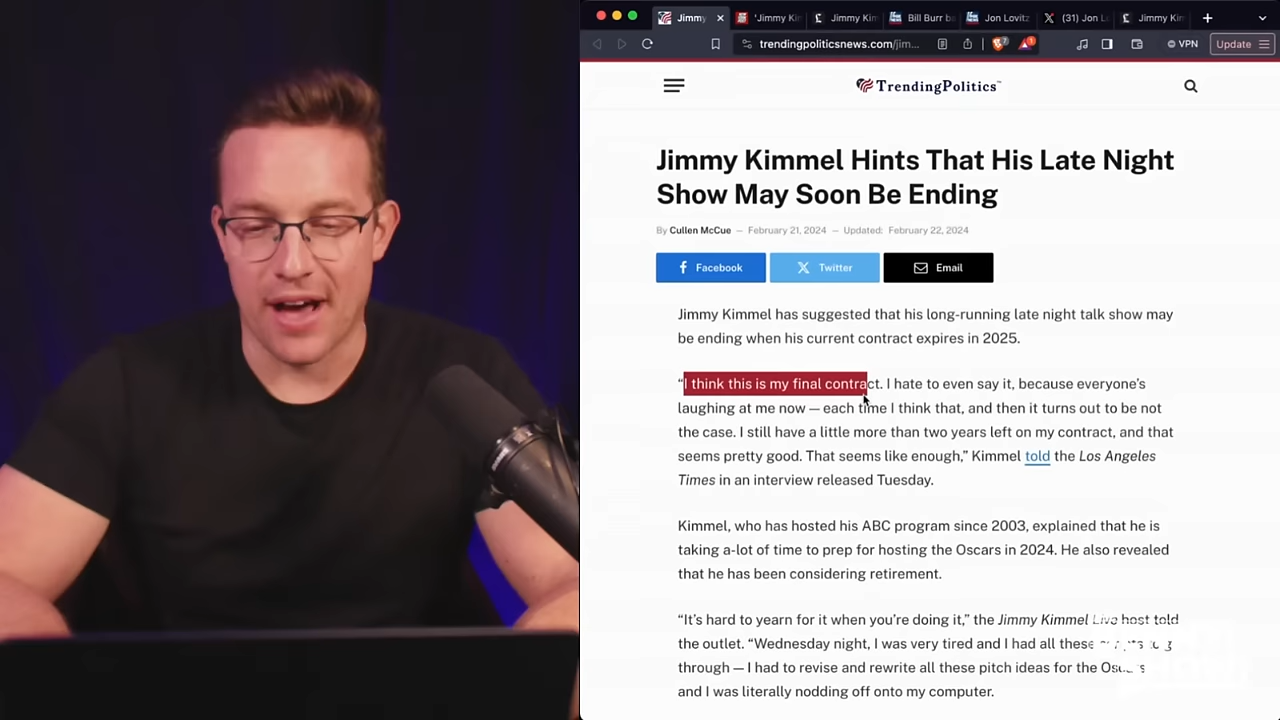 Jimmy
'Jimmy Kim
Jimmy Kim
Bill Burr b
Jon Lovitz
(31) Jon L
Jimmy Kim
trendingpoliticsnews.com/jim...
7
1
VPN
Update
TrendingPolitics™
Jimmy Kimmel Hints That His Late Night
Show May Soon Be Ending
By Cullen McCue — February 21, 2024 — Updated: February 22, 2024
Facebook
Twitter
Email
Jimmy Kimmel has suggested that his long-running late night talk show may
be ending when his current contract expires in 2025.
“I think this is my final contract. I hate to even say it, because everyone’s
laughing at me now — each time I think that, and then it turns out to be not
the case. I still have a little more than two years left on my contract, and that
seems pretty good. That seems like enough,” Kimmel told the Los Angeles
Times in an interview released Tuesday.
Kimmel, who has hosted his ABC program since 2003, explained that he is
taking a-lot of time to prep for hosting the Oscars in 2024. He also revealed
that he has been considering retirement.
“It’s hard to yearn for it when you’re doing it,” the Jimmy Kimmel Live host told
the outlet. “Wednesday night, I was very tired and I had all these scripts to go
through — I had to revise and rewrite all these pitch ideas for the Oscars
and I was literally nodding off onto my computer.